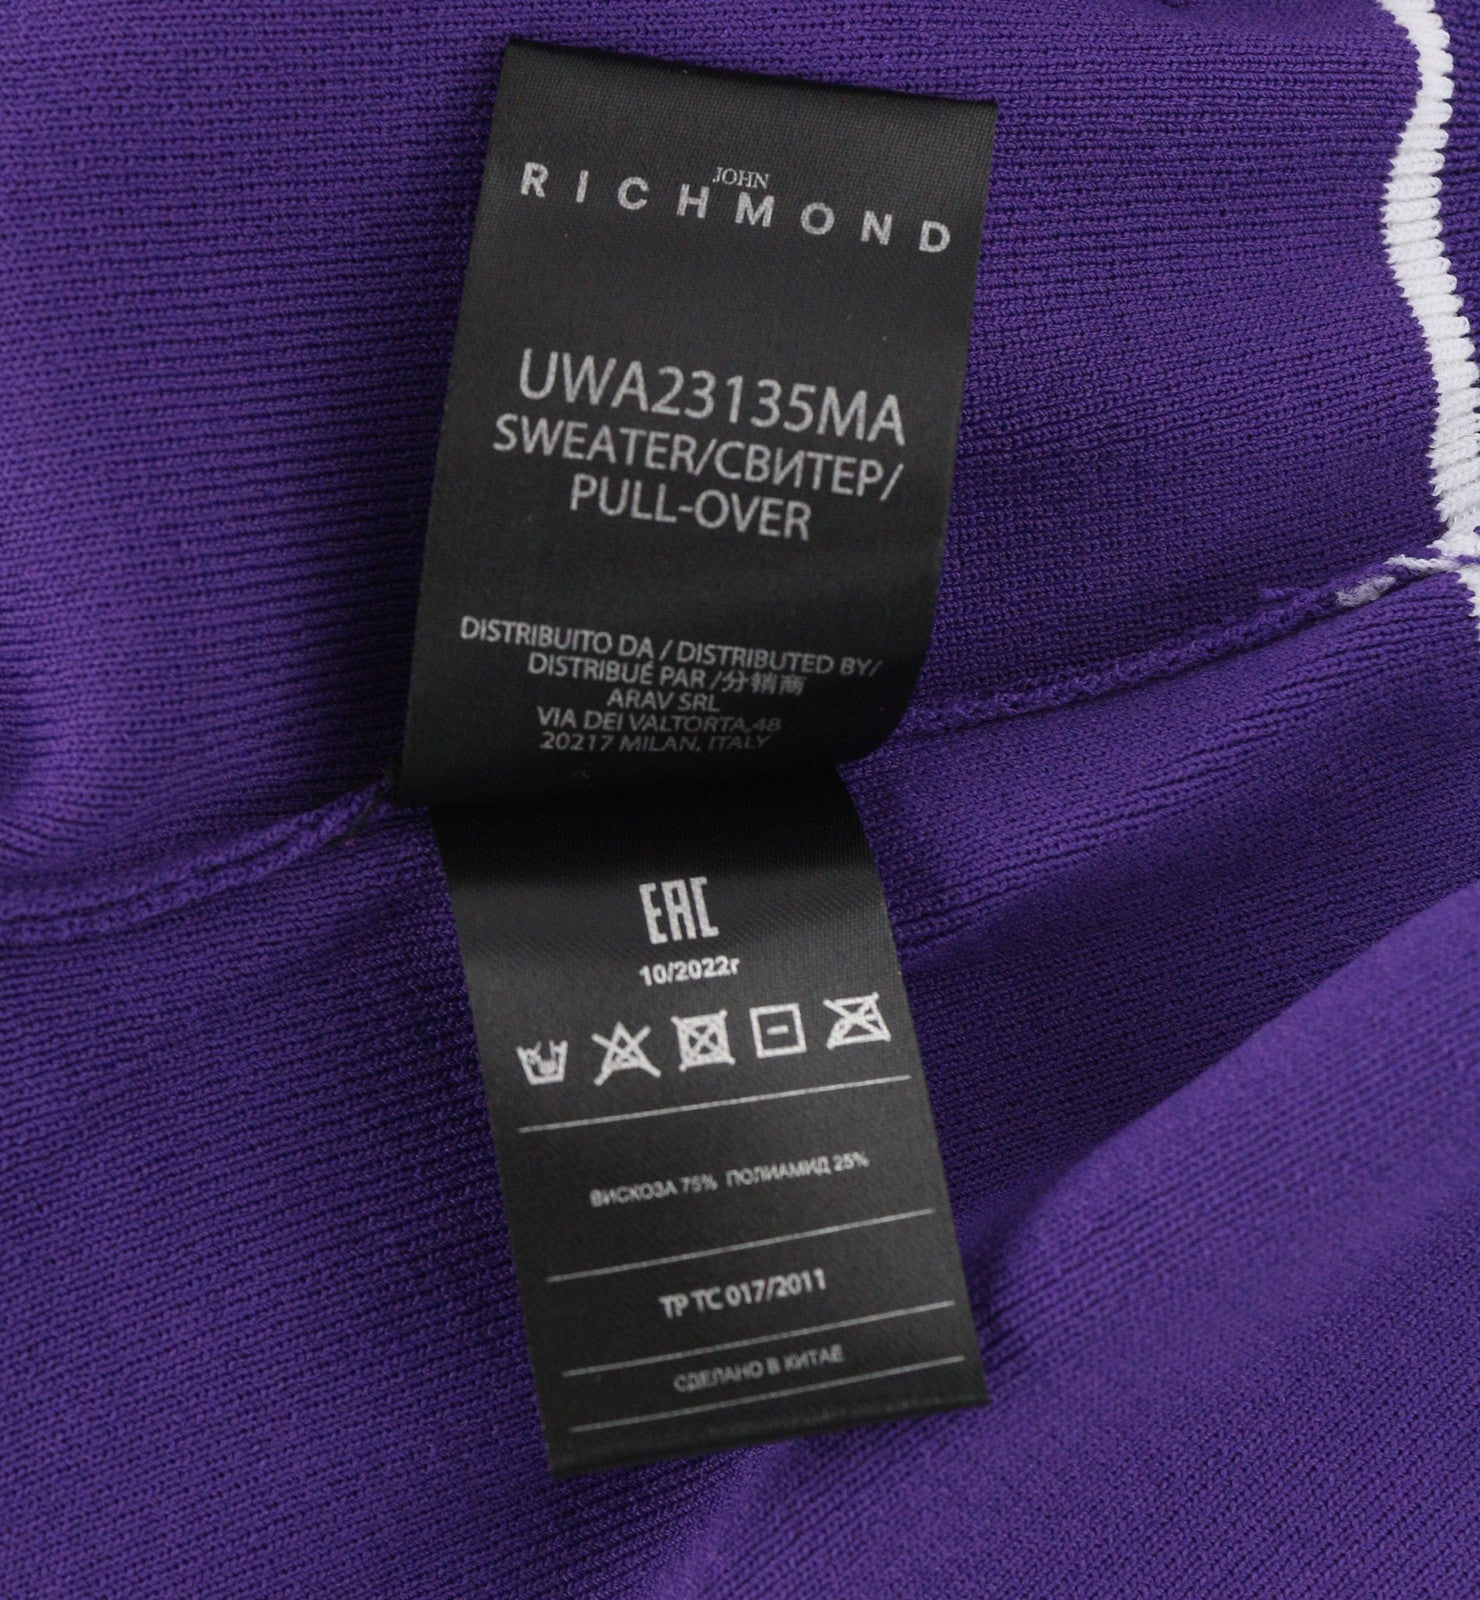 JOHN
RICHMOND
UWA23135MA
SWEATER/СВИТЕР/
PULL-OVER
DISTRIBUITO DA / DISTRIBUTED BY/
DISTRIBUÉ PAR /分销商
ARAV SRL
VIA DEI VALTORTA,48
20217 MILAN, ITALY
EAC
10/2022г
ВИСКОЗА 75% ПОЛИАМИД 25%
ТР ТС 017/2011
СДЕЛАНО В КИТАЕ